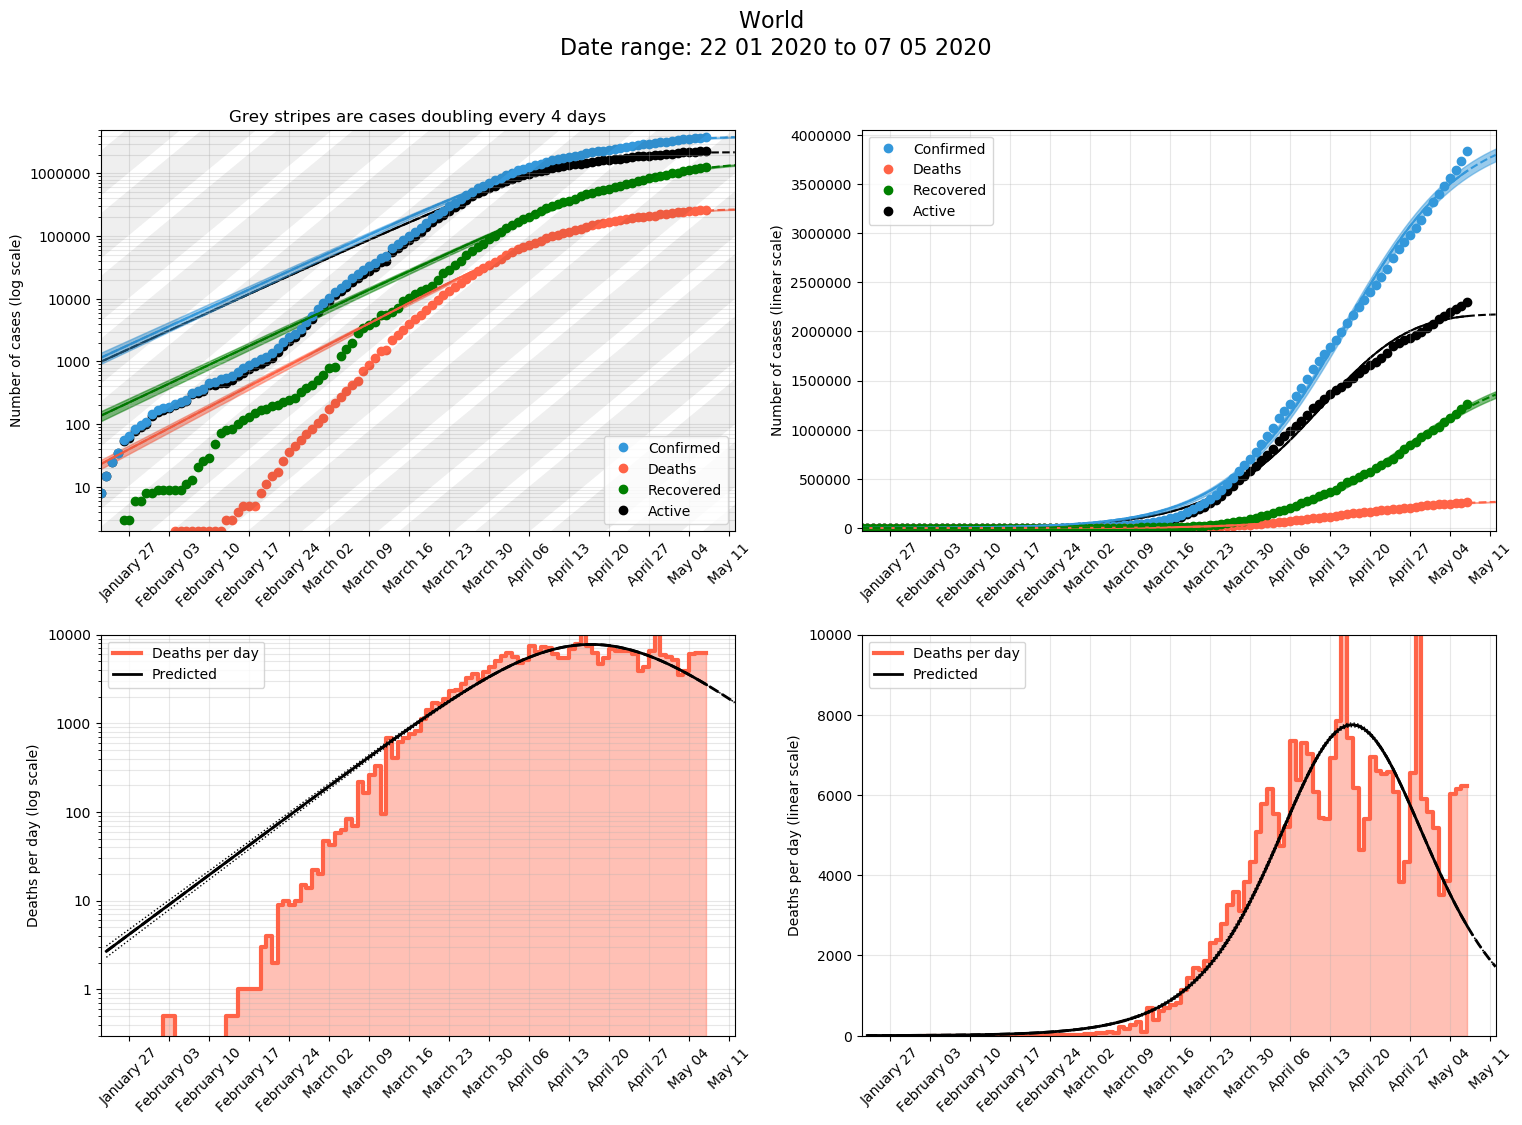 World
Date range: 22 01 2020 to 07 05 2020
Grey stripes are cases doubling every 4 days
Number of cases (log scale)
1000000
100000
10000
1000
100
10
Confirmed
Deaths
Recovered
Active
January 27
February 03
February 10
February 17
February 24
March 02
March 09
March 16
March 23
March 30
April 06
April 13
April 20
April 27
May 04
May 11
Number of cases (linear scale)
4000000
3500000
3000000
2500000
2000000
1500000
1000000
500000
0
Confirmed
Deaths
Recovered
Active
January 27
February 03
February 10
February 17
February 24
March 02
March 09
March 16
March 23
March 30
April 06
April 13
April 20
April 27
May 04
May 11
Deaths per day (log scale)
10000
1000
100
10
1
Deaths per day
Predicted
January 27
February 03
February 10
February 17
February 24
March 02
March 09
March 16
March 23
March 30
April 06
April 13
April 20
April 27
May 04
May 11
Deaths per day (linear scale)
10000
8000
6000
4000
2000
0
Deaths per day
Predicted
January 27
February 03
February 10
February 17
February 24
March 02
March 09
March 16
March 23
March 30
April 06
April 13
April 20
April 27
May 04
May 11